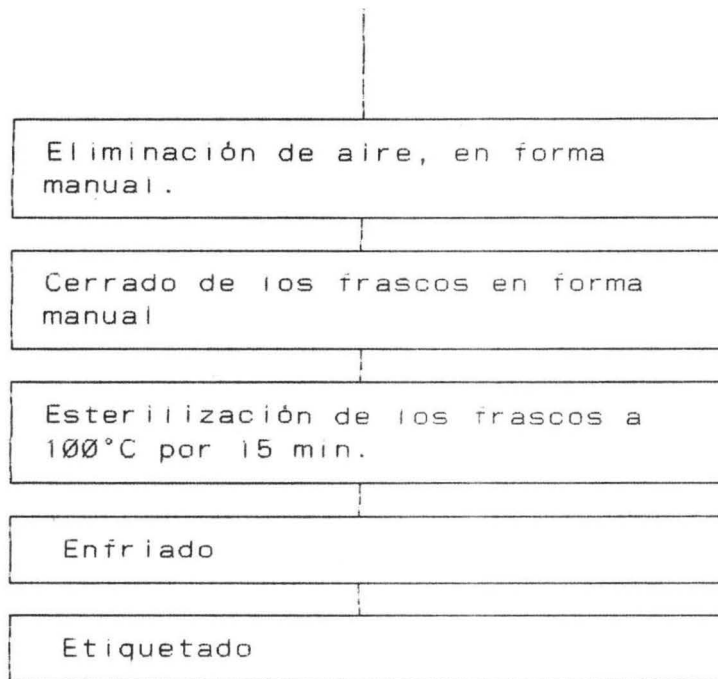 Eliminación de aire, en forma
manual.
Cerrado de los frascos en forma
manual
Esterilización de los frascos a
100°C por 15 min.
Enfriado
Etiquetado